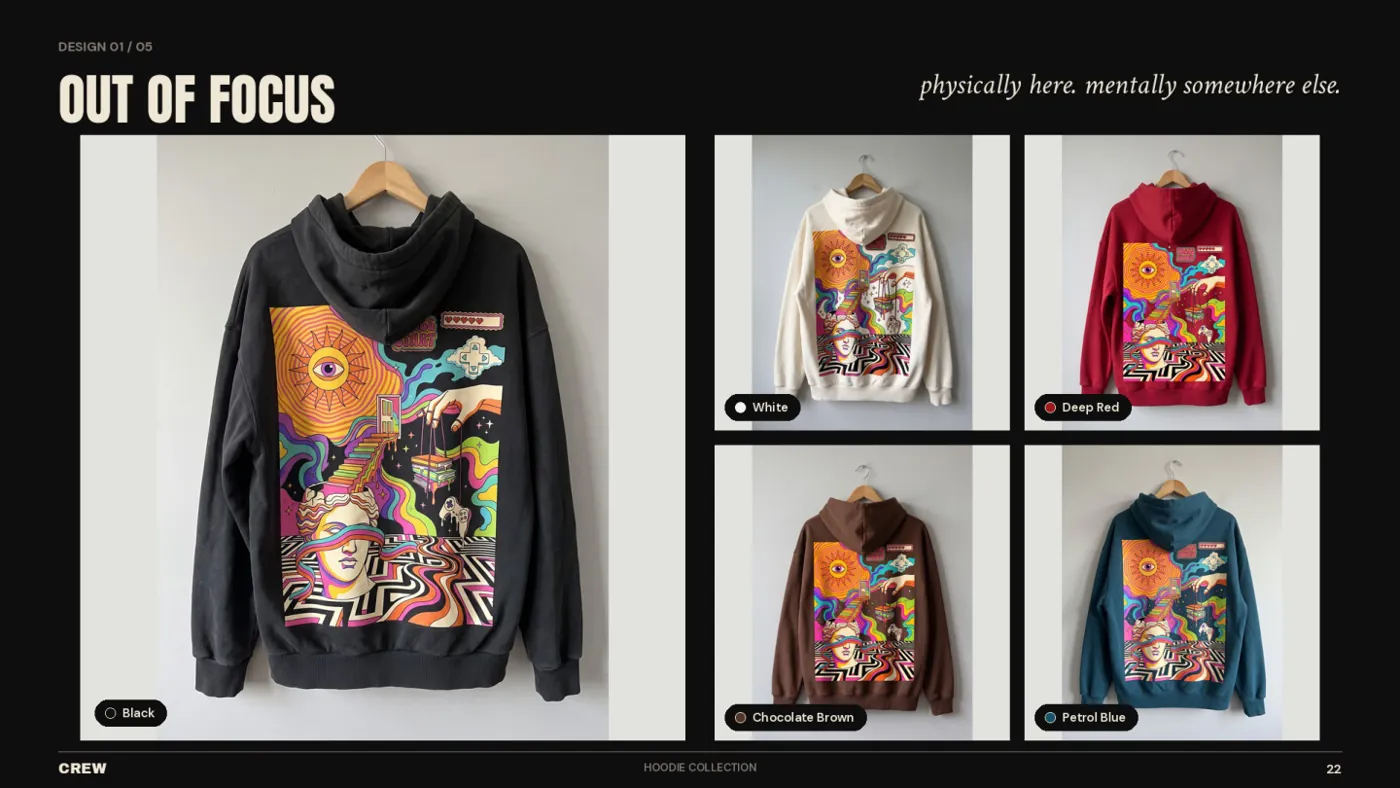 DESIGN 01 / 05
OUT OF FOCUS
physically here. mentally somewhere else.
Black
White
Deep Red
Chocolate Brown
Petrol Blue
CREW
HOODIE COLLECTION
22